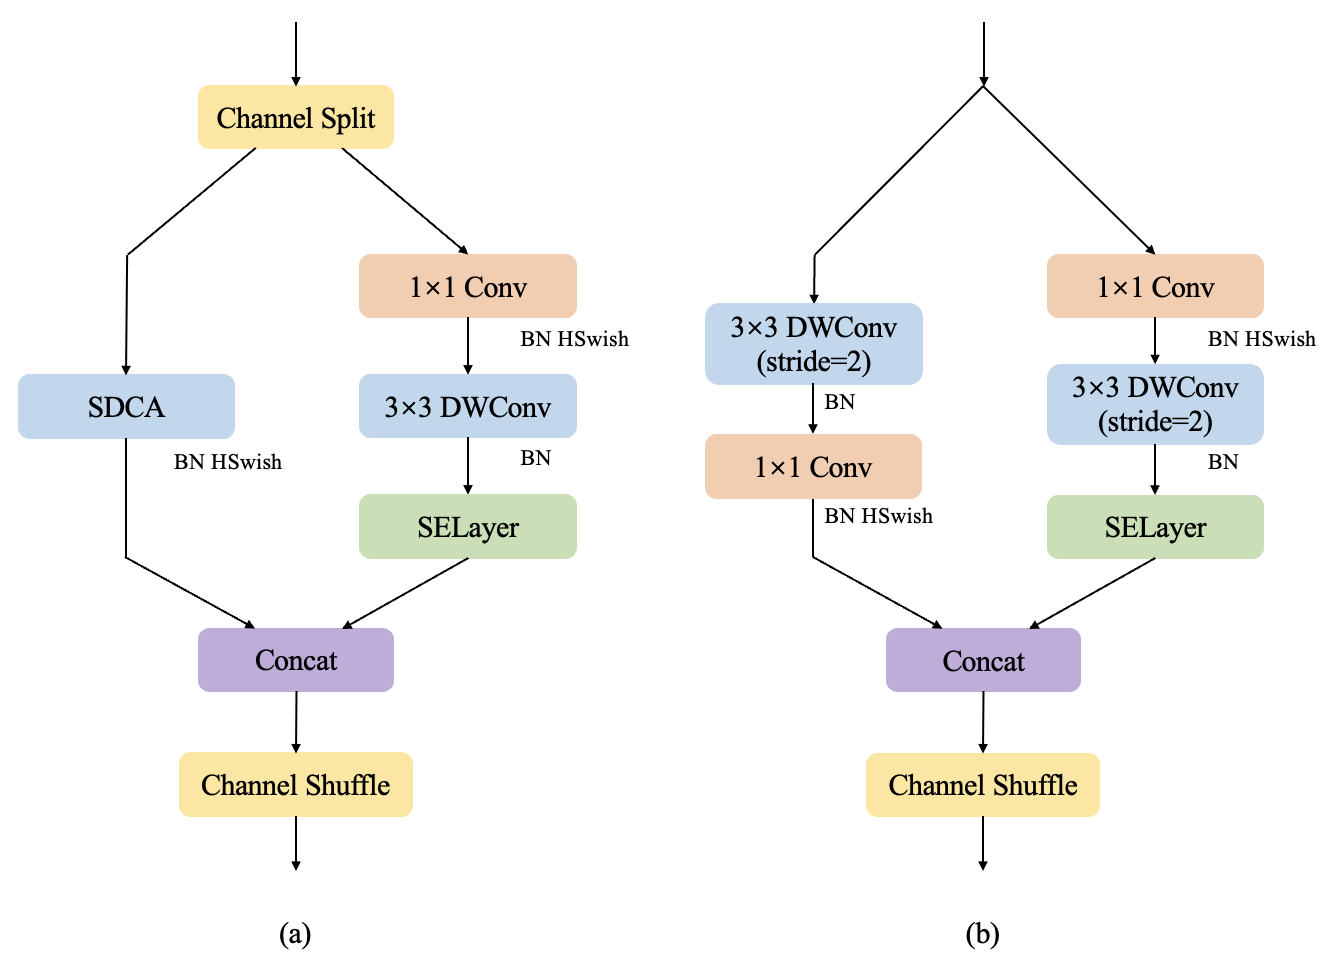 Channel Split
1×1 Conv
BN HSwish
SDCA
3×3 DWConv
BN HSwish
BN
SELayer
Concat
Channel Shuffle
(a)
1×1 Conv
3×3 DWConv
(stride=2)
BN HSwish
BN
3×3 DWConv
(stride=2)
1×1 Conv
BN
BN HSwish
SELayer
Concat
Channel Shuffle
(b)